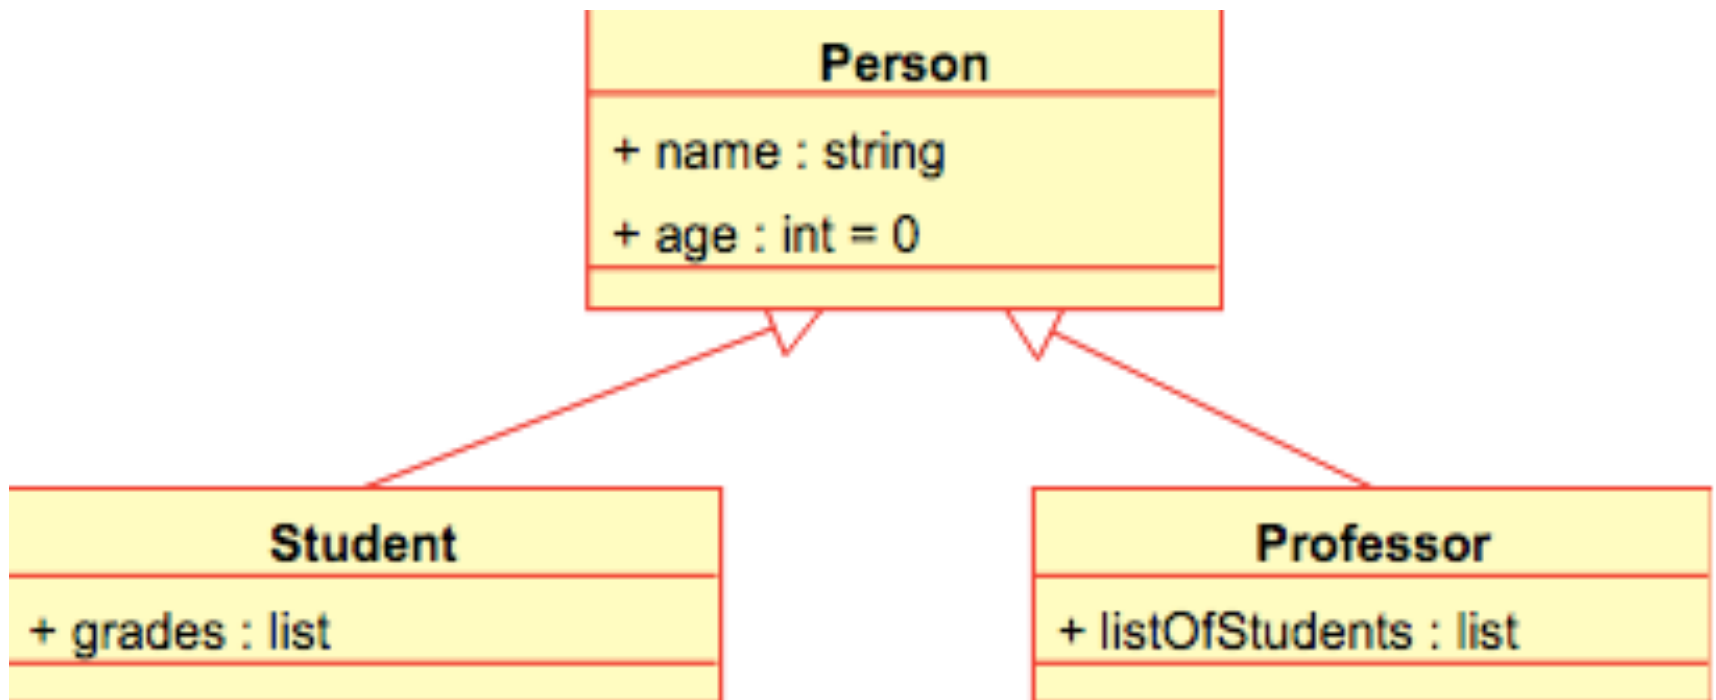 Person
+ name : string
+ age : int = 0
Student
+ grades : list
Professor
+ listOfStudents : list